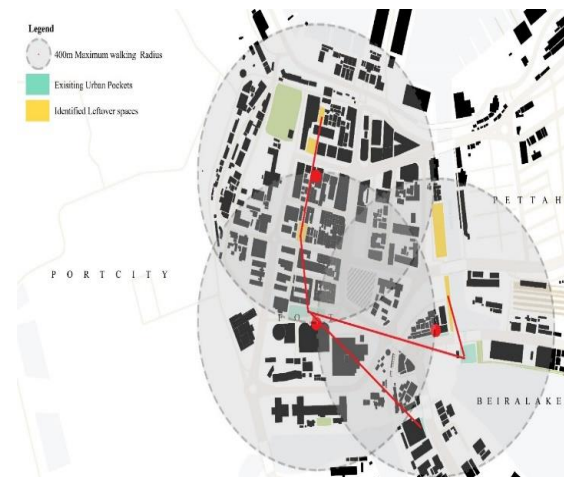 Legend
400m Maximum walking Radius
Exisiting Urban Pockets
Identified Leftover spaces
PETTAH
PORTCITY
BEIRALAKE